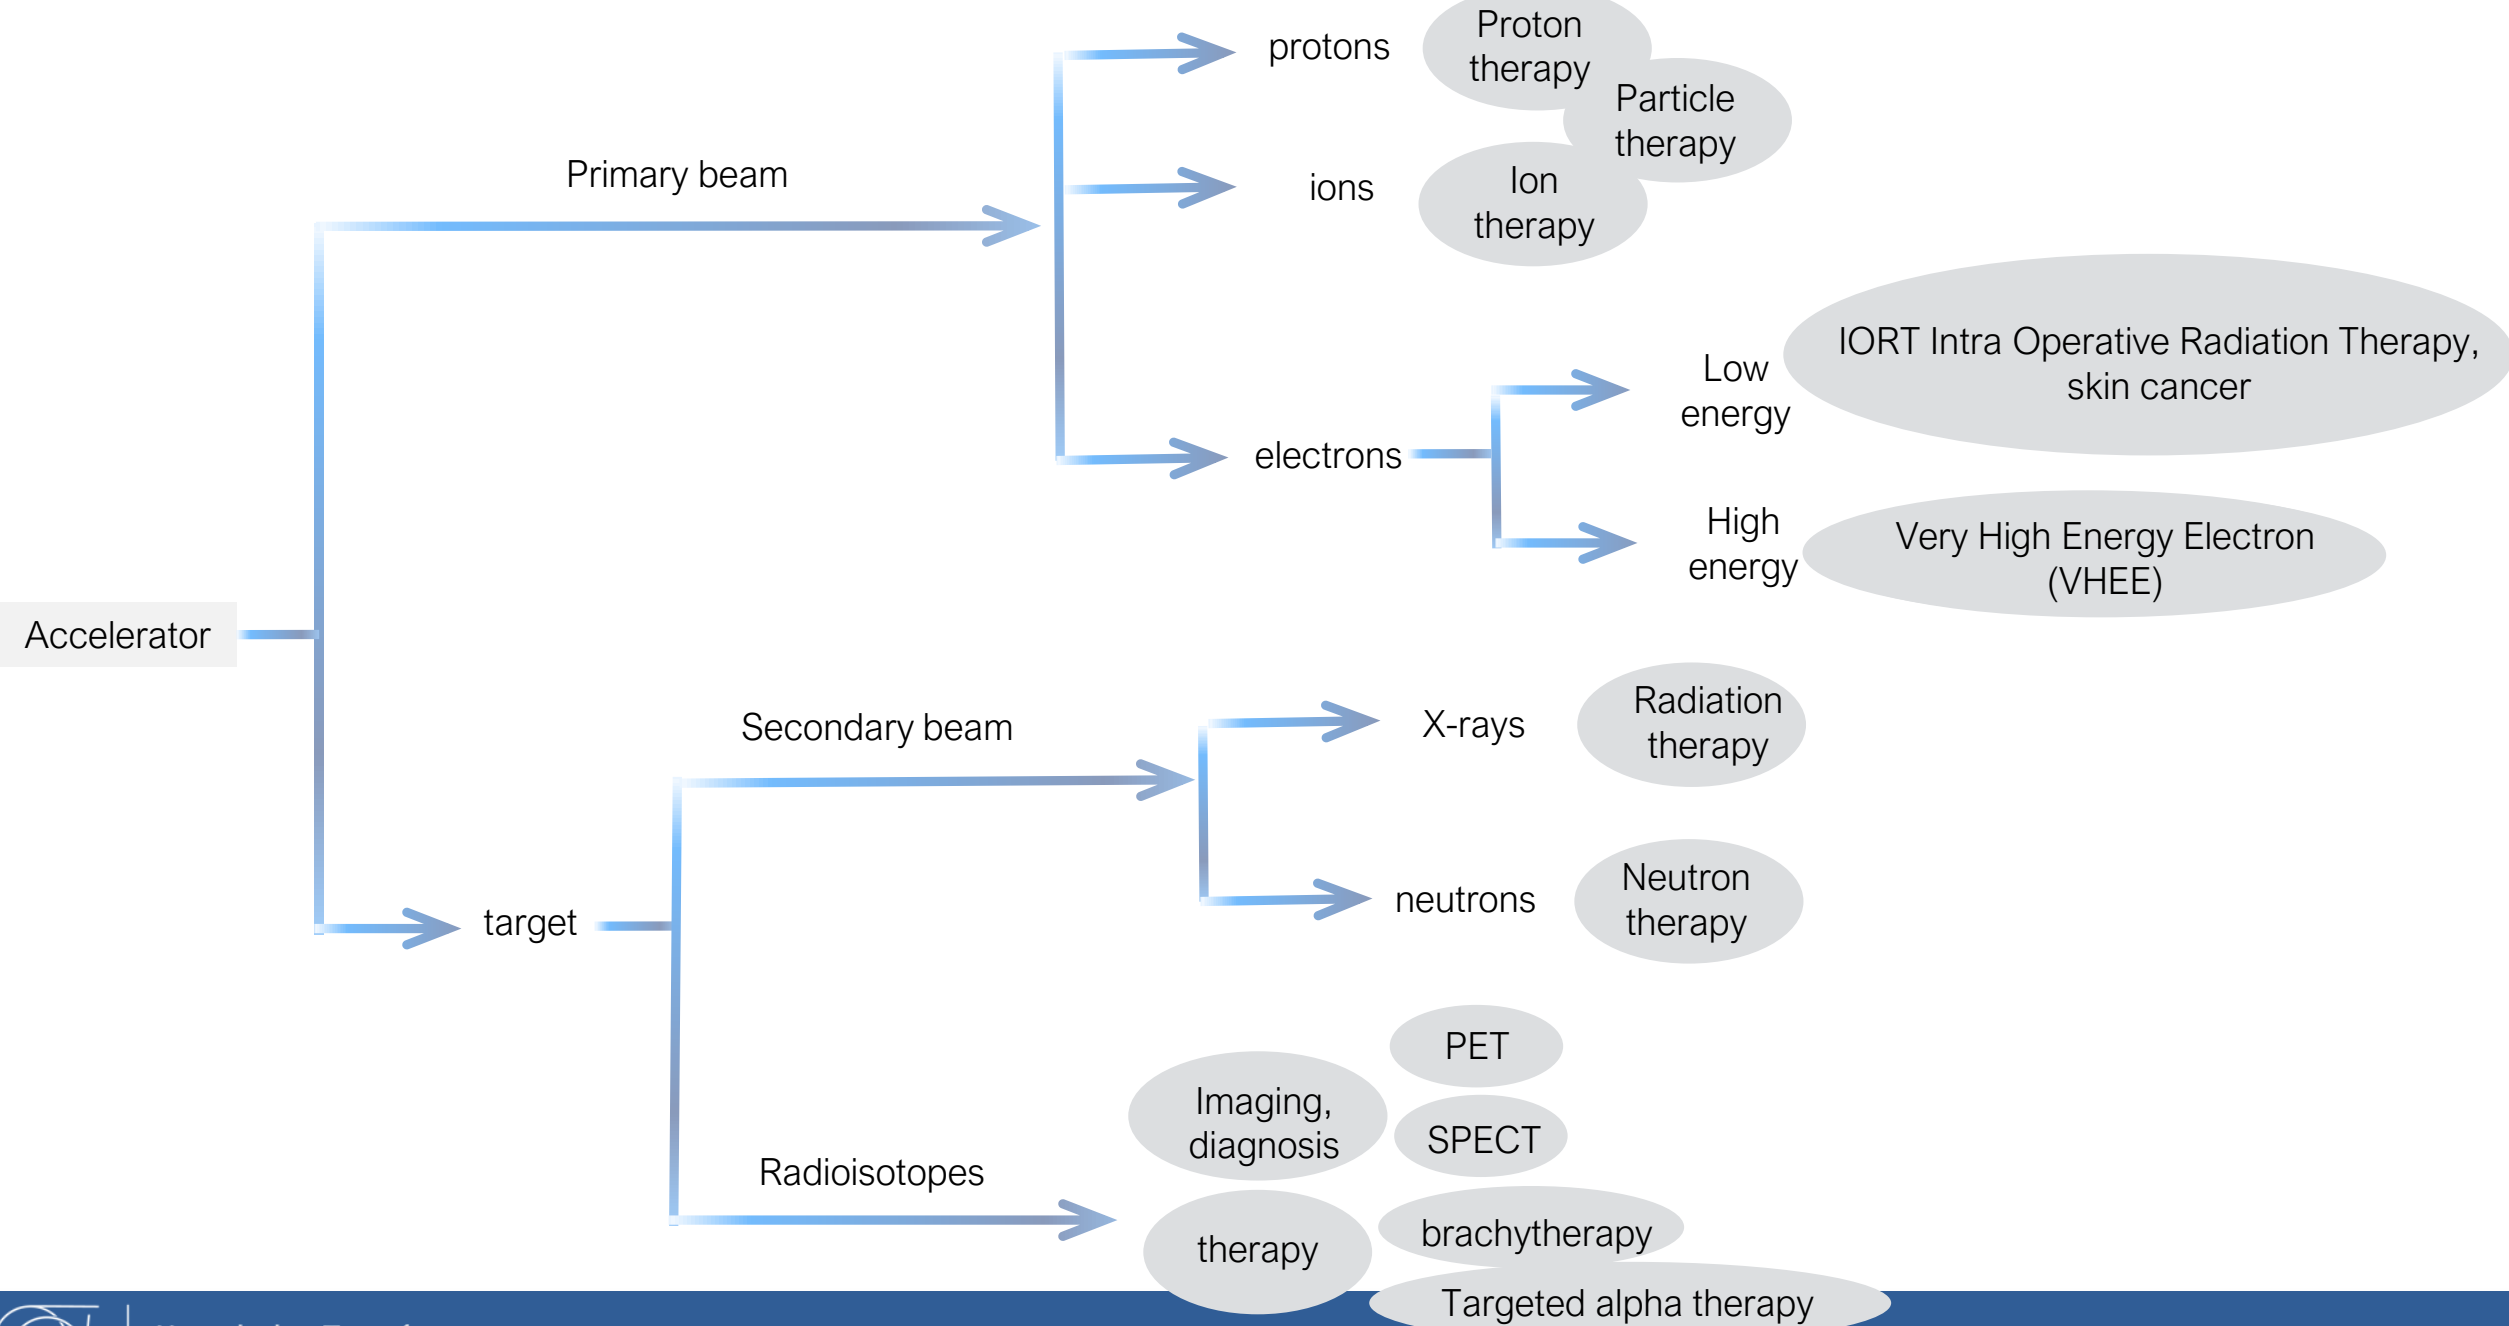 protons
Proton
therapy
Particle
therapy
Primary beam
ions
Ion
therapy
IORT Intra Operative Radiation Therapy,
skin cancer
Low
energy
electrons
High
energy
Very High Energy Electron
(VHEE)
Accelerator
Secondary beam
X-rays
Radiation
therapy
target
neutrons
Neutron
therapy
PET
Imaging,
diagnosis
SPECT
Radioisotopes
therapy
brachytherapy
Targeted alpha therapy